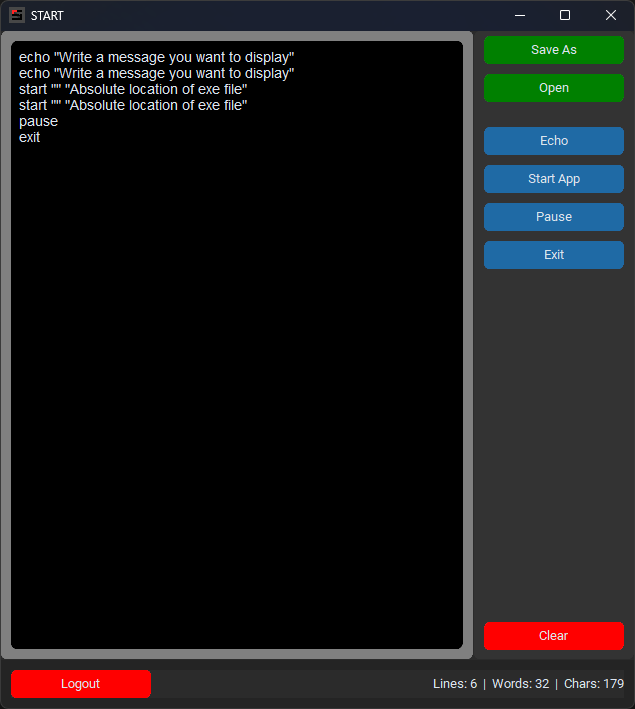 START
echo "Write a message you want to display"
echo "Write a message you want to display"
start "" "Absolute location of exe file"
start "" "Absolute location of exe file"
pause
exit
Save As
Open
Echo
Start App
Pause
Exit
Clear
Logout
Lines: 6 | Words: 32 | Chars: 179